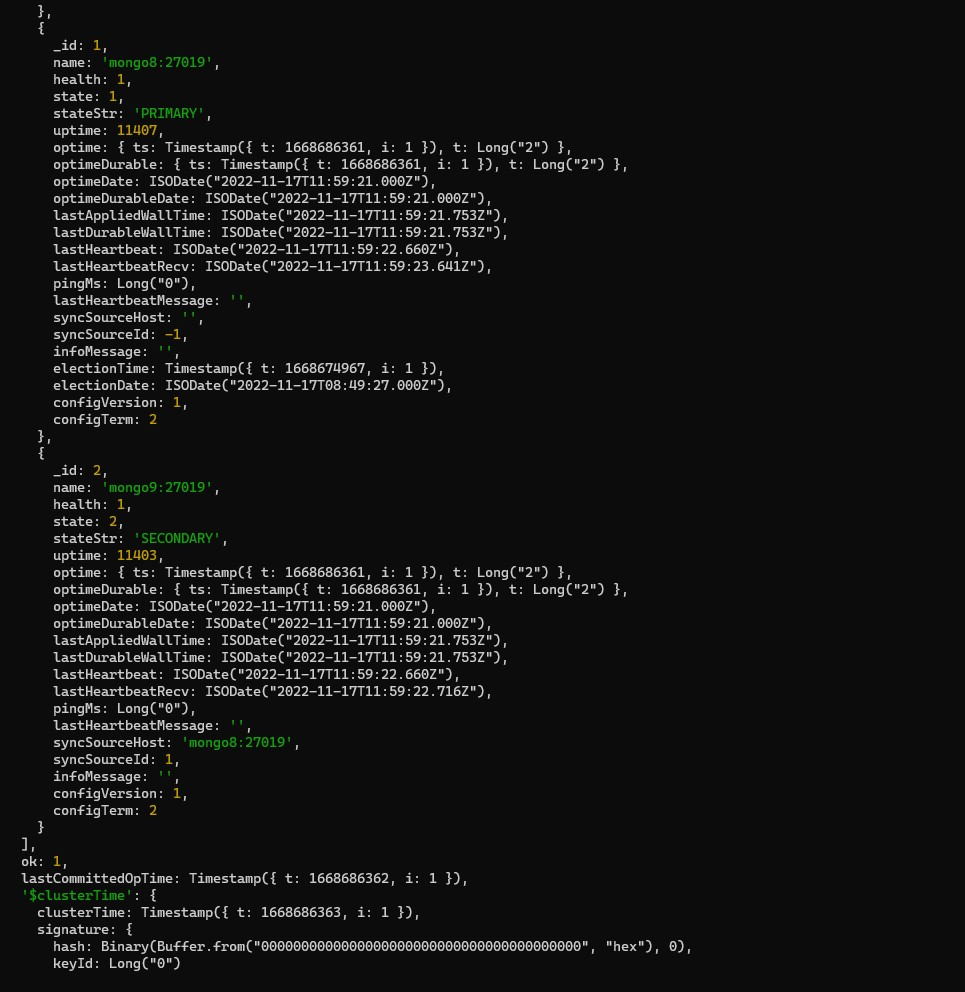 },
{
_id: 1,
name: 'mongo8:27019',
health: 1,
state: 1,
stateStr: 'PRIMARY',
uptime: 11407,
optime: { ts: Timestamp({ t: 1668686361, i: 1 }), t: Long("2") },
optimeDurable: { ts: Timestamp({ t: 1668686361, i: 1 }), t: Long("2") },
optimeDate: ISODate("2022-11-17T11:59:21.000Z"),
optimeDurableDate: ISODate("2022-11-17T11:59:21.000Z"),
lastAppliedWallTime: ISODate("2022-11-17T11:59:21.753Z"),
lastDurableWallTime: ISODate("2022-11-17T11:59:21.753Z"),
lastHeartbeat: ISODate("2022-11-17T11:59:22.660Z"),
lastHeartbeatRecv: ISODate("2022-11-17T11:59:23.641Z"),
pingMs: Long("0"),
lastHeartbeatMessage: '',
syncSourceHost: '',
syncSourceId: -1,
infoMessage: '',
electionTime: Timestamp({ t: 1668674967, i: 1 }),
electionDate: ISODate("2022-11-17T08:49:27.000Z"),
configVersion: 1,
configTerm: 2
},
{
_id: 2,
name: 'mongo9:27019',
health: 1,
state: 2,
stateStr: 'SECONDARY',
uptime: 11403,
optime: { ts: Timestamp({ t: 1668686361, i: 1 }), t: Long("2") },
optimeDurable: { ts: Timestamp({ t: 1668686361, i: 1 }), t: Long("2") },
optimeDate: ISODate("2022-11-17T11:59:21.000Z"),
optimeDurableDate: ISODate("2022-11-17T11:59:21.000Z"),
lastAppliedWallTime: ISODate("2022-11-17T11:59:21.753Z"),
lastDurableWallTime: ISODate("2022-11-17T11:59:21.753Z"),
lastHeartbeat: ISODate("2022-11-17T11:59:22.660Z"),
lastHeartbeatRecv: ISODate("2022-11-17T11:59:22.716Z"),
pingMs: Long("0"),
lastHeartbeatMessage: '',
syncSourceHost: 'mongo8:27019',
syncSourceId: 1,
infoMessage: '',
configVersion: 1,
configTerm: 2
}
],
ok: 1,
lastCommittedOpTime: Timestamp({ t: 1668686362, i: 1 }),
'$clusterTime': {
clusterTime: Timestamp({ t: 1668686363, i: 1 }),
signature: {
hash: Binary(Buffer.from("0000000000000000000000000000000000000000", "hex"), 0),
keyId: Long("0")